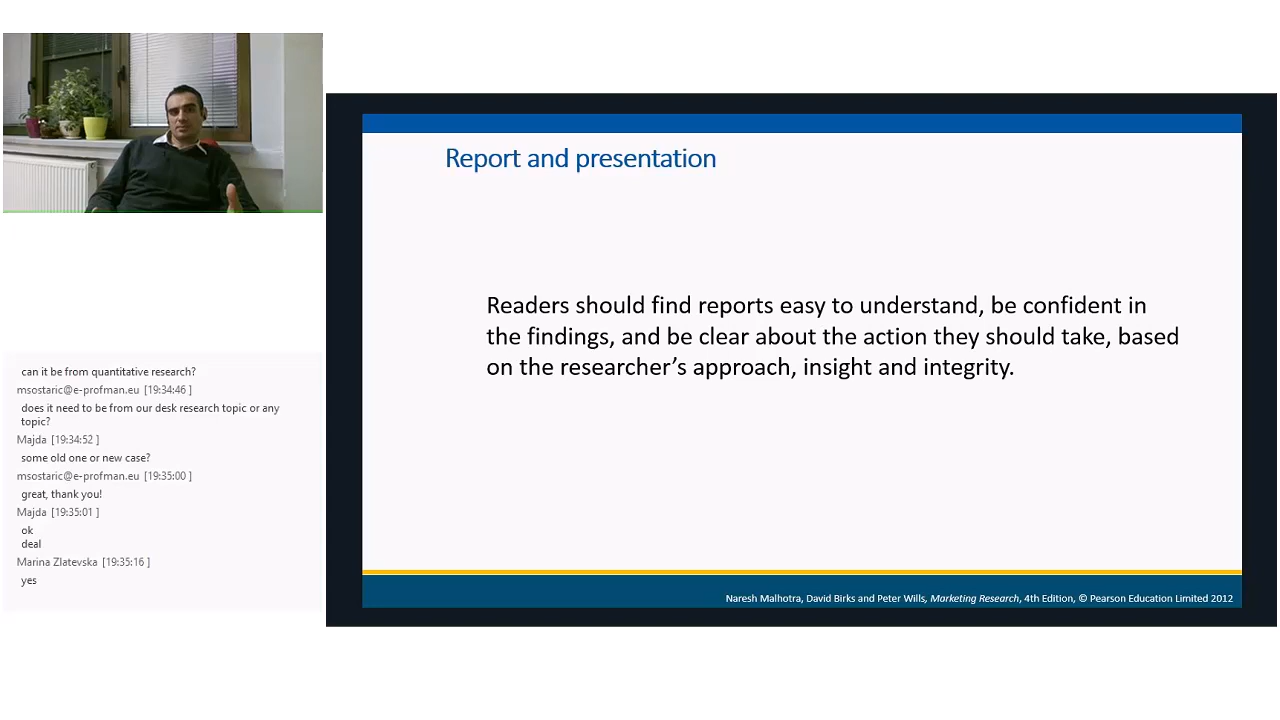 can it be from quantitative research?
msostaric@e-profman.eu [19:34:46 ]
does it need to be from our desk research topic or any
topic?
Majda [19:34:52 ]
some old one or new case?
msostaric@e-profman.eu [19:35:00 ]
great, thank you!
Majda [19:35:01 ]
ok
deal
Marina Zlatevska [19:35:16 ]
yes
Report and presentation
Readers should find reports easy to understand, be confident in
the findings, and be clear about the action they should take, based
on the researcher’s approach, insight and integrity.
Naresh Malhotra, David Birks and Peter Wills, Marketing Research, 4th Edition, © Pearson Education Limited 2012